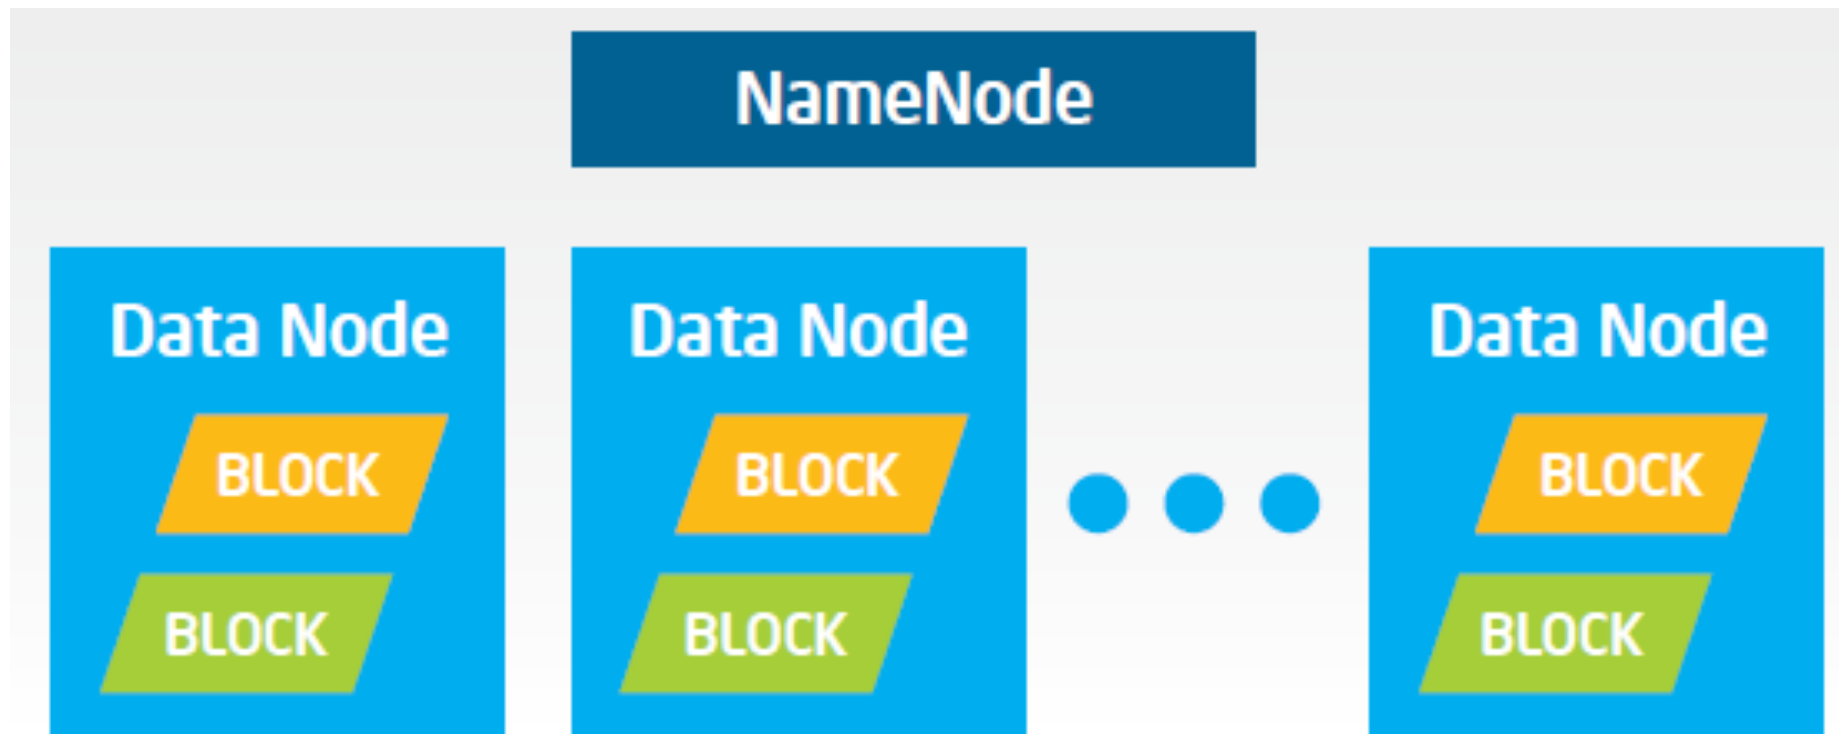 NameNode
Data Node
BLOCK
BLOCK
Data Node
BLOCK
BLOCK
Data Node
BLOCK
BLOCK